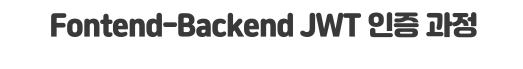 Fontend-Backend JWT 인증 과정